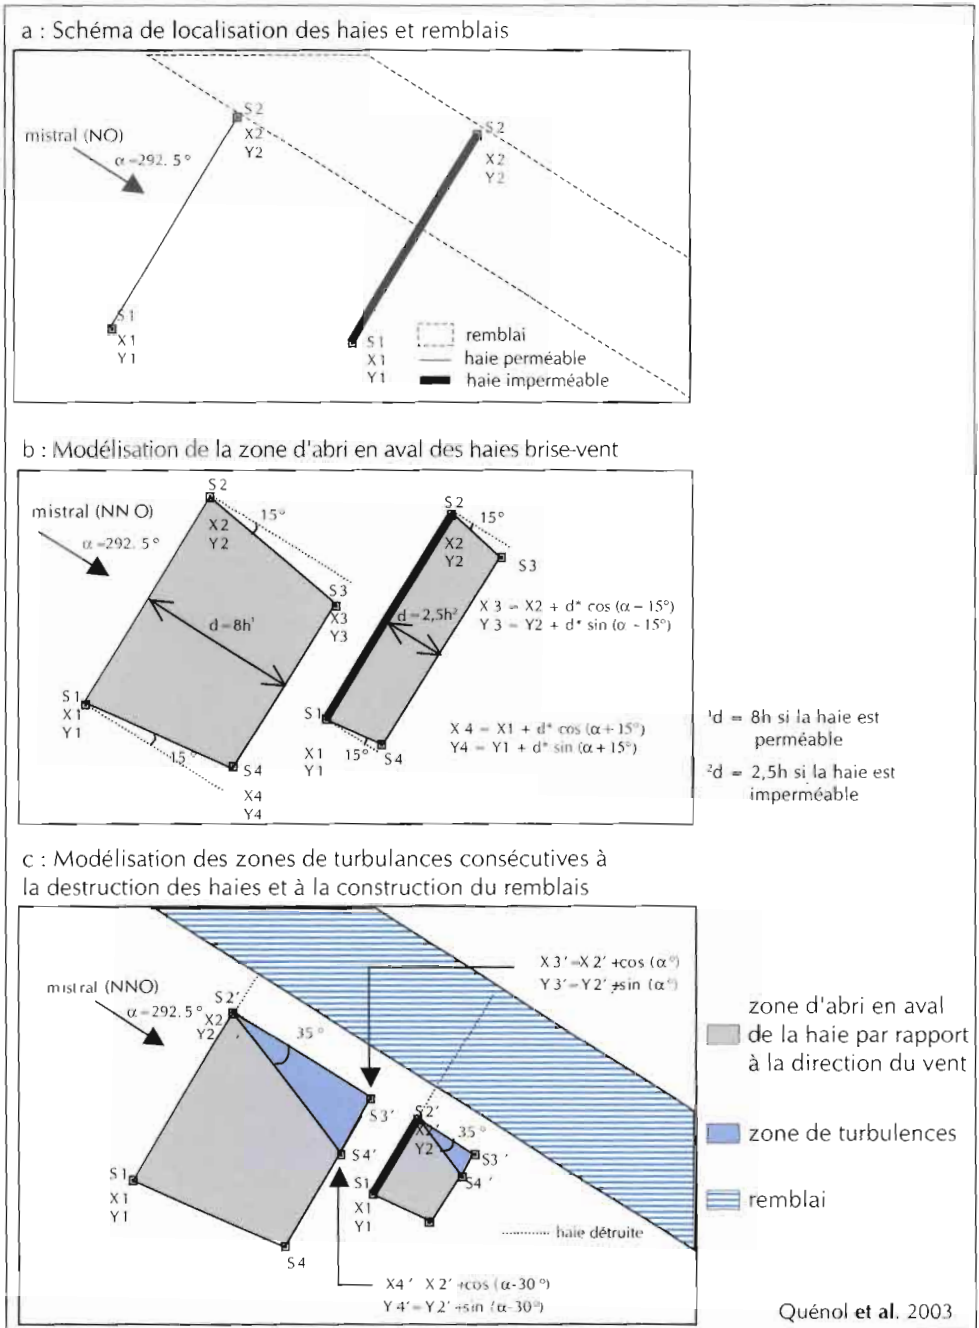 a : Schéma de localisation des haies et remblais
mistral (NO)
α=292. 5°
S2
X2
Y2
S1
X1
Y1
S2
X2
Y2
S1
X1
Y1
remblai
haie perméable
haie imperméable
b : Modélisation de la zone d'abri en aval des haies brise-vent
mistral (NN O)
α=292. 5°
S2
X2
Y2
15°
S3
X3
Y3
d=8h¹
S1
X1
Y1
15°
S4
X4
Y4
S2
X2
Y2
15°
S3
d=2,5h²
S1
X1
Y1
15°
S4
X 3 = X2 + d* cos (α – 15°)
Y 3 = Y2 + d* sin (α - 15°)
X 4 = X1 + d* cos (α+ 15°)
Y4 = Y1 + d* sin (α+ 15°)
¹d = 8h si la haie est
perméable
²d = 2,5h si la haie est
imperméable
c : Modélisation des zones de turbulances consécutives à
la destruction des haies et à la construction du remblais
mistral (NNO)
α=292. 5°
S2'
X2
Y2
35°
S3'
S4'
S1
X1
Y1
S4
S2'
X2'
Y2
35°
S3'
S4'
S1
X1
Y1
X3'=X2'+cos (α°)
Y3'=Y2'+sin (α°)
haie détruite
X4' X2'+cos (α-30°)
Y4'=Y2'+sin (α-30°)
zone d'abri en aval
de la haie par rapport
à la direction du vent
zone de turbulences
remblai
Quénol et al. 2003